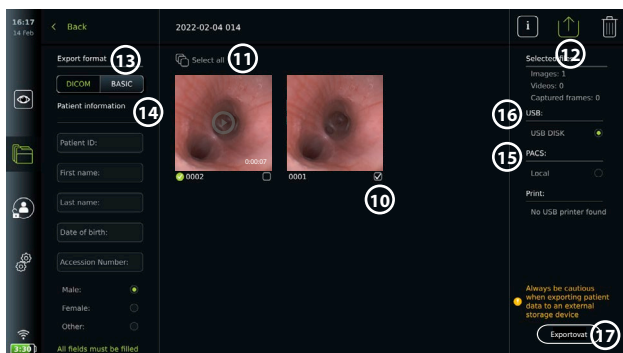 16:17
14 Feb
Back
2022-02-04 014
i
Export format
13
DICOM BASIC
Patient information
14
Patient ID:
First name:
Last name:
Date of birth:
Accession Number:
Male:
Female:
Other:
All fields must be filled
3:30
Select all
11
0:00:07
0002
0001
10
12
Images: 1
Videos: 0
Captured frames: 0
16
USB:
USB DISK
15
PACS:
Local
Print:
No USB printer found
Always be cautious
when exporting patient
data to an external
storage device
Exportovat
17